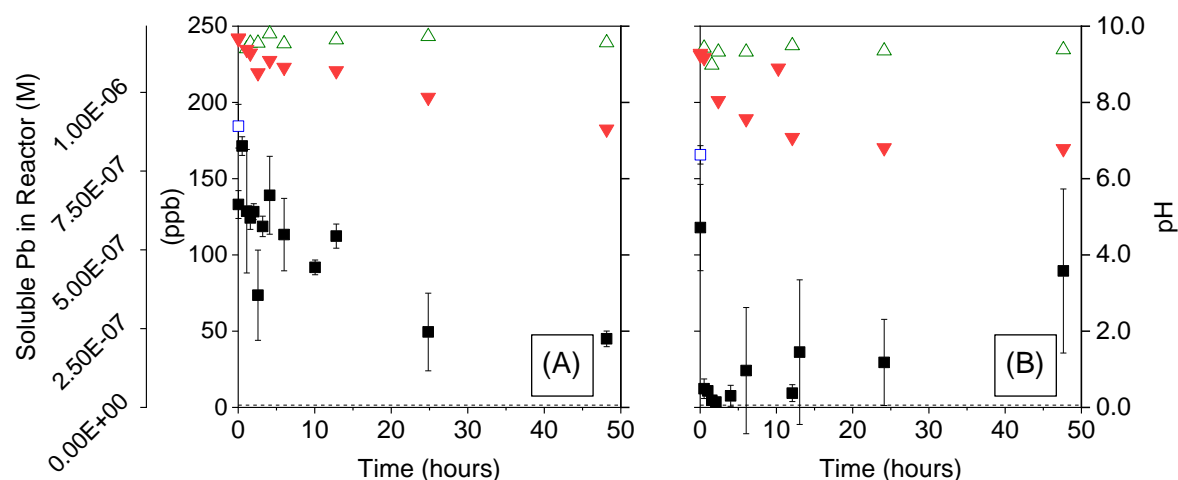 Soluble Pb in Reactor (M)
1.00E-06
7.50E-07
5.00E-07
2.50E-07
0.00E+00
(ppb)
250
200
150
100
50
0
0 10 20 30 40 50
Time (hours)
(A)
0 10 20 30 40 50
Time (hours)
(B)
10.0
8.0
6.0
4.0
2.0
0.0
pH